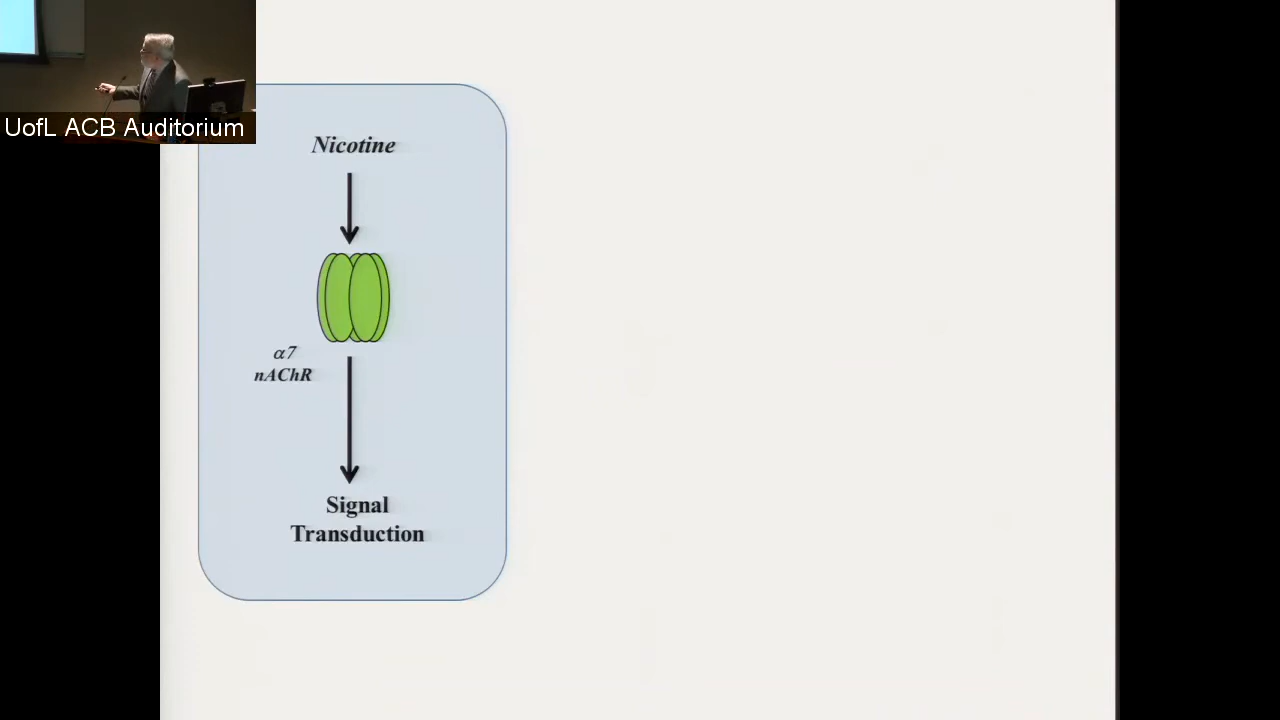 UofL ACB Auditorium
Nicotine
α7
nAChR
Signal
Transduction